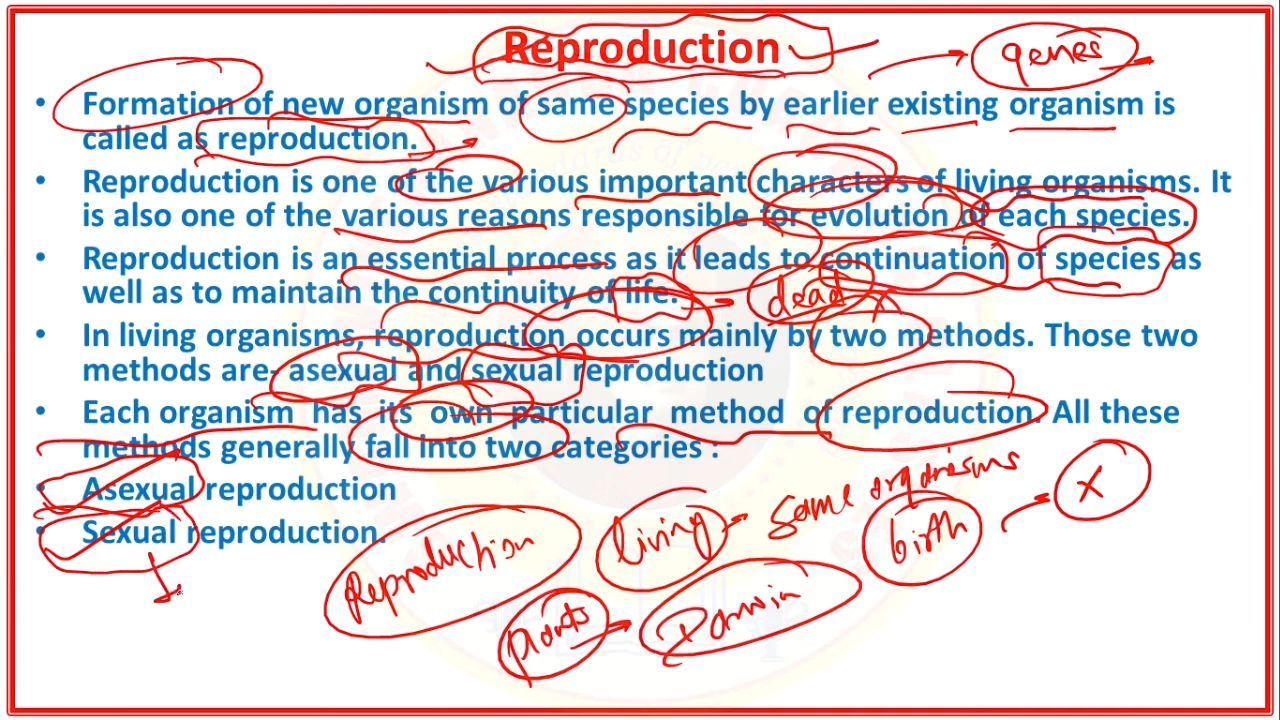 Reproduction
genes
• Formation of new organism of same species by earlier existing organism is
called as reproduction.
• Reproduction is one of the various important characters of living organisms. It
is also one of the various reasons responsible for evolution of each species.
• Reproduction is an essential process as it leads to continuation of species as
well as to maintain the continuity of life.
dead
• In living organisms, reproduction occurs mainly by two methods. Those two
methods are- asexual and sexual reproduction
• Each organism has its own particular method of reproduction. All these
methods generally fall into two categories :
• Asexual reproduction
• Sexual reproduction.
Reproduction living same organisms
birth X
plants Darwin